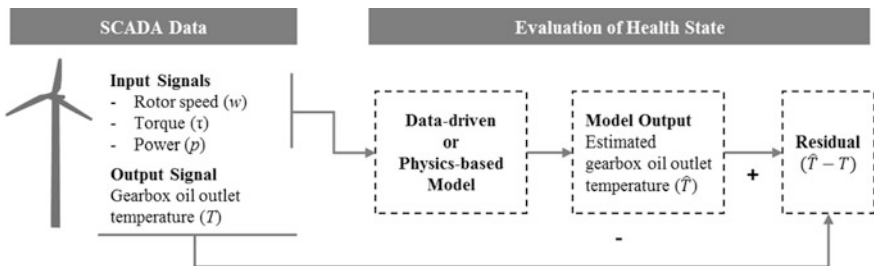 SCADA Data
Evaluation of Health State
Input Signals
- Rotor speed (w)
- Torque (τ)
- Power (p)
Output Signal
Gearbox oil outlet
temperature (T)
Data-driven
or
Physics-based
Model
Model Output
Estimated
gearbox oil outlet
temperature (T̂)
+
Residual
(T̂ − T)
-